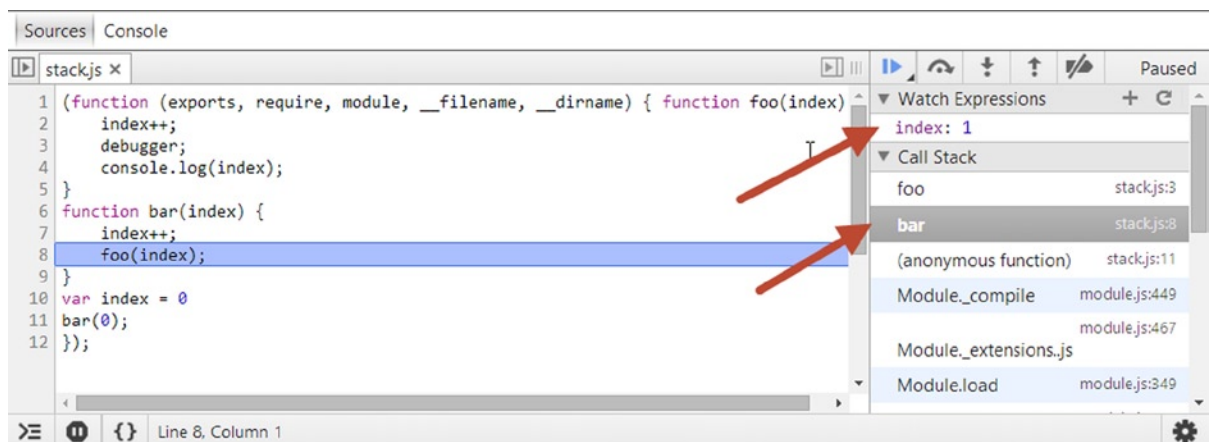 Sources Console
stack.js ×
Paused
1 (function (exports, require, module, __filename, __dirname) { function foo(index)
2     index++;
3     debugger;
4     console.log(index);
5 }
6 function bar(index) {
7     index++;
8     foo(index);
9 }
10 var index = 0
11 bar(0);
12 });
Watch Expressions
index: 1
Call Stack
foo stack.js:3
bar stack.js:8
(anonymous function) stack.js:11
Module._compile module.js:449
module.js:467
Module._extensions..js
Module.load module.js:349
{} Line 8, Column 1